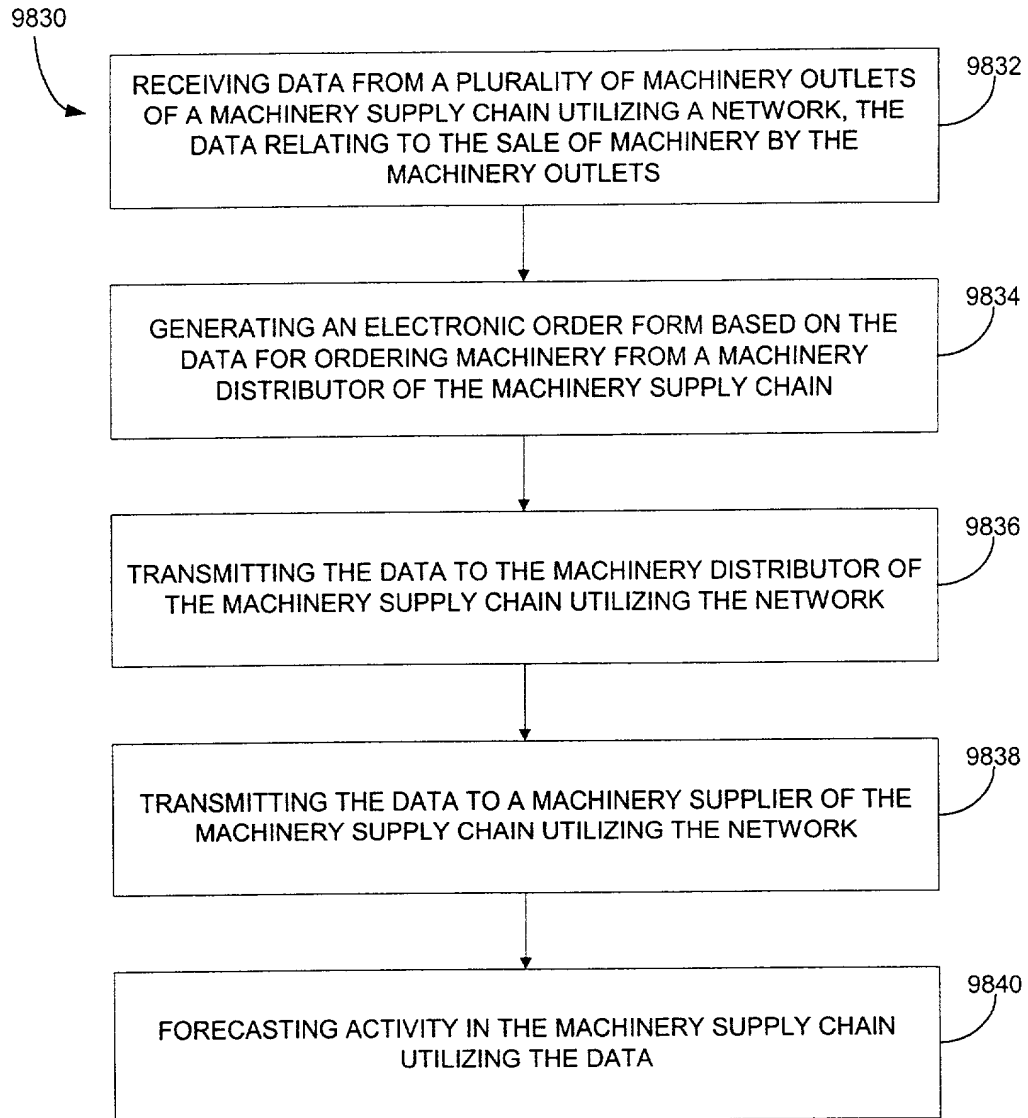 9830
RECEIVING DATA FROM A PLURALITY OF MACHINERY OUTLETS
OF A MACHINERY SUPPLY CHAIN UTILIZING A NETWORK, THE
DATA RELATING TO THE SALE OF MACHINERY BY THE
MACHINERY OUTLETS
9832
GENERATING AN ELECTRONIC ORDER FORM BASED ON THE
DATA FOR ORDERING MACHINERY FROM A MACHINERY
DISTRIBUTOR OF THE MACHINERY SUPPLY CHAIN
9834
TRANSMITTING THE DATA TO THE MACHINERY DISTRIBUTOR OF
THE MACHINERY SUPPLY CHAIN UTILIZING THE NETWORK
9836
TRANSMITTING THE DATA TO A MACHINERY SUPPLIER OF THE
MACHINERY SUPPLY CHAIN UTILIZING THE NETWORK
9838
FORECASTING ACTIVITY IN THE MACHINERY SUPPLY CHAIN
UTILIZING THE DATA
9840